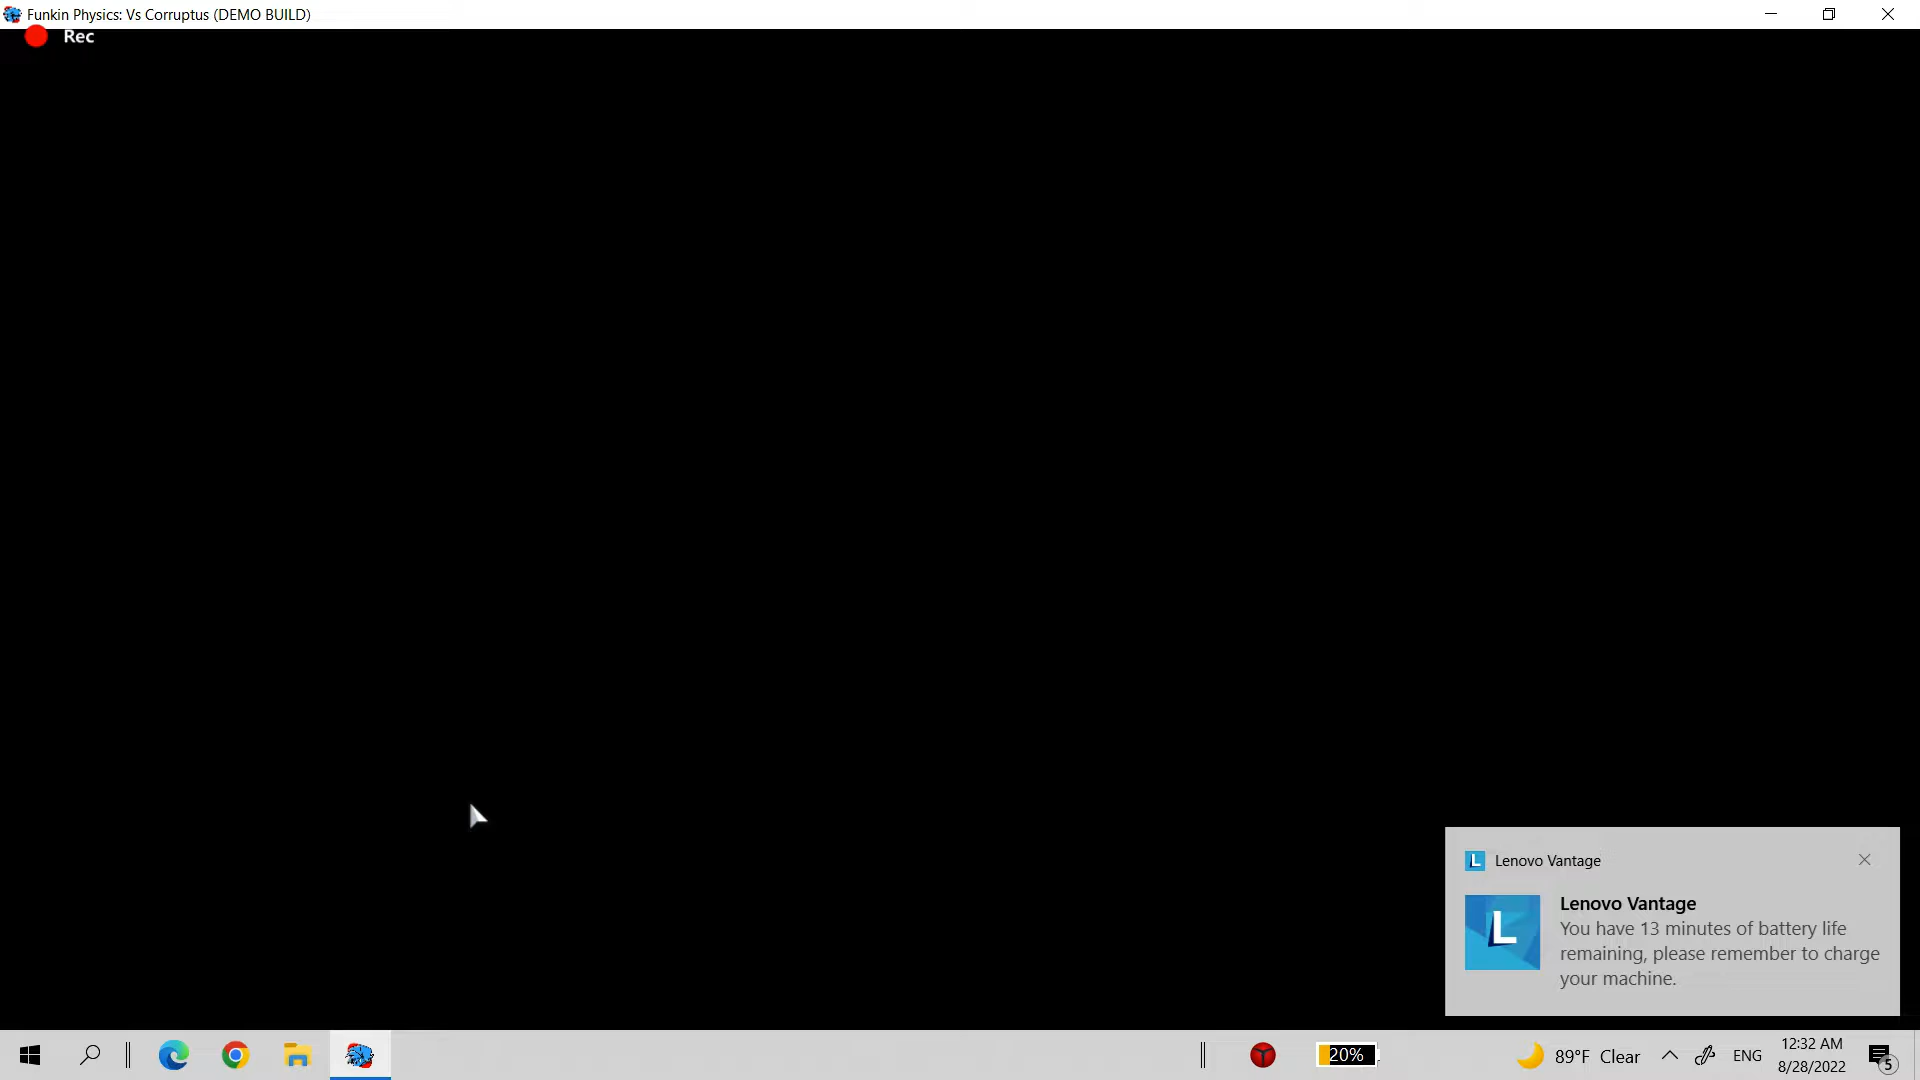 Funkin Physics: Vs Corruptus (DEMO BUILD)
Rec
Lenovo Vantage
L
Lenovo Vantage
You have 13 minutes of battery life
remaining, please remember to charge
your machine.
20%
89°F Clear
ENG
12:32 AM
8/28/2022
5